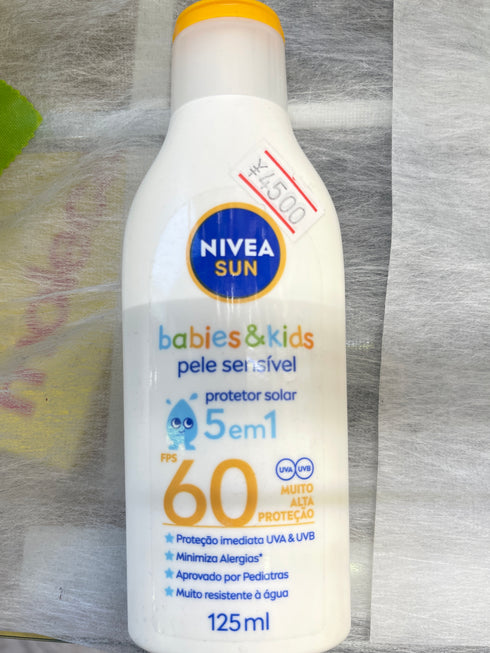 4500
NIVEA
SUN
babies&kids
pele sensível
protetor solar
5em1
FPS
60
UVA UVB
MUITO
ALTA
PROTEÇÃO
Proteção imediata UVA & UVB
Minimiza Alergias*
Aprovado por Pediatras
Muito resistente à água
125ml